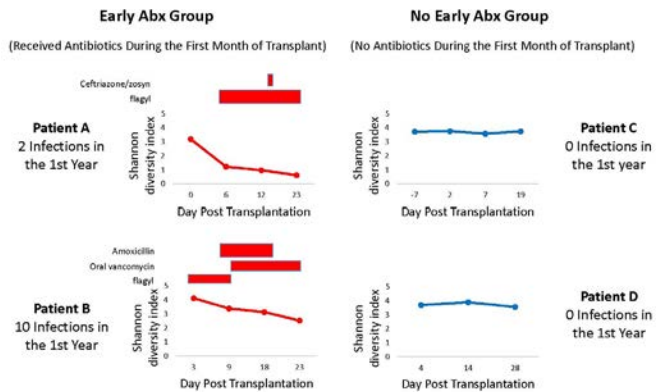 Early Abx Group
(Received Antibiotics During the First Month of Transplant)
Ceftriazone/zosyn
flagyl
Patient A
2 Infections in
the 1st Year
Shannon
diversity index
5
4
3
2
1
0
0 6 12 23
Day Post Transplantation
Amoxicillin
Oral vancomycin
flagyl
Patient B
10 Infections in
the 1st Year
Shannon
diversity index
5
4
3
2
1
0
3 9 18 23
Day Post Transplantation
No Early Abx Group
(No Antibiotics During the First Month of Transplant)
Shannon
diversity index
5
4
3
2
1
0
-7 2 7 19
Day Post Transplantation
Patient C
0 Infections in
the 1st year
Shannon
diversity index
5
4
3
2
1
0
4 14 28
Day Post Transplantation
Patient D
0 Infections in
the 1st Year